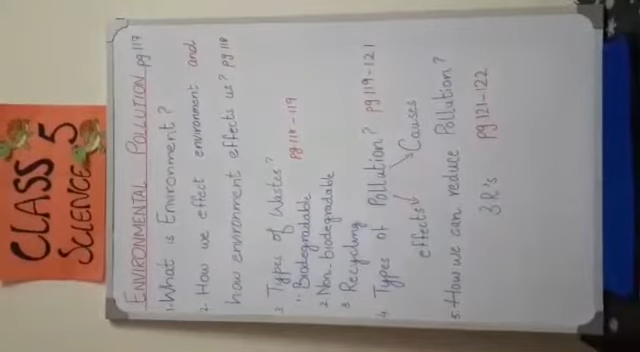 CLASS 5
SCIENCE
ENVIRONMENTAL POLLUTION pg 117
1. What is Environment?
2. How we effect environment and
how environment effects us? pg 118
3 Types of Wastes?
1. Biodegradable pg 118-119
2 Non-biodegradable
3 Recycling
4. Types of Pollution? pg 119-121
effects Causes
5. How we can reduce Pollution?
3R's pg 121-122